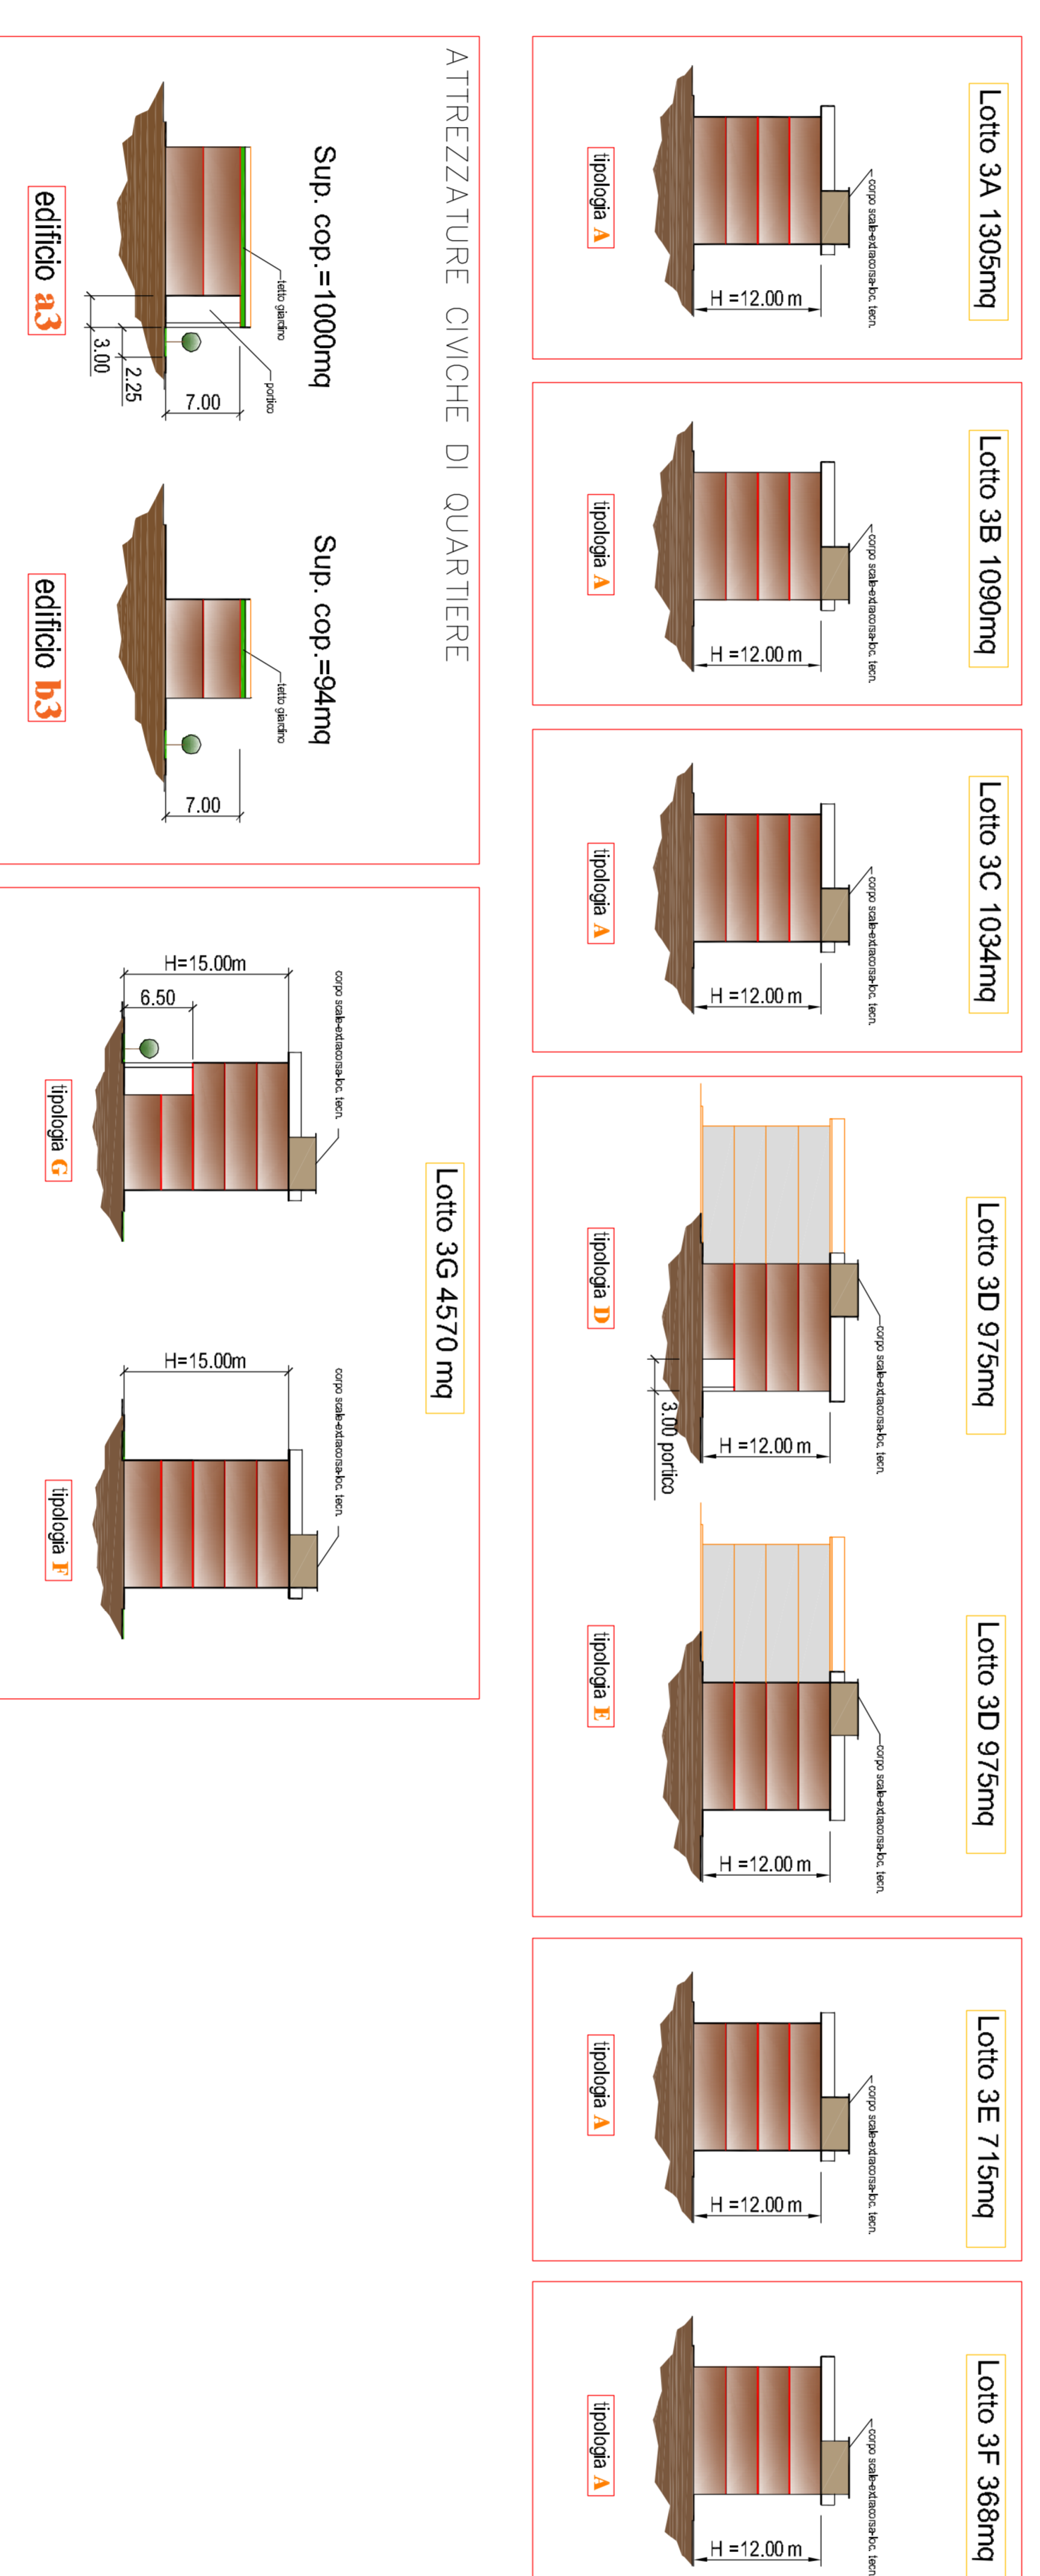 Lotto 3A 1305mq
corpo scale-extracorsa-loc. tecn.
H =12.00 m
tipologia A
Lotto 3B 1090mq
corpo scale-extracorsa-loc. tecn.
H =12.00 m
tipologia A
Lotto 3C 1034mq
corpo scale-extracorsa-loc. tecn.
H =12.00 m
tipologia A
Lotto 3D 975mq
corpo scale-extracorsa-loc. tecn.
H =12.00 m
3.00 portico
tipologia D
Lotto 3D 975mq
corpo scale-extracorsa-loc. tecn.
H =12.00 m
tipologia E
Lotto 3E 715mq
corpo scale-extracorsa-loc. tecn.
H =12.00 m
tipologia A
Lotto 3F 368mq
corpo scale-extracorsa-loc. tecn.
H =12.00 m
tipologia A
ATTREZZATURE CIVICHE DI QUARTIERE
Sup. cop.=1000mq
tetto giardino
portico
7.00
2.25
3.00
edificio a3
Sup. cop.=94mq
tetto giardino
7.00
edificio b3
Lotto 3G 4570 mq
corpo scale-extracorsa-loc. tecn.
H=15.00m
6.50
tipologia G
corpo scale-extracorsa-loc. tecn.
H=15.00m
tipologia F